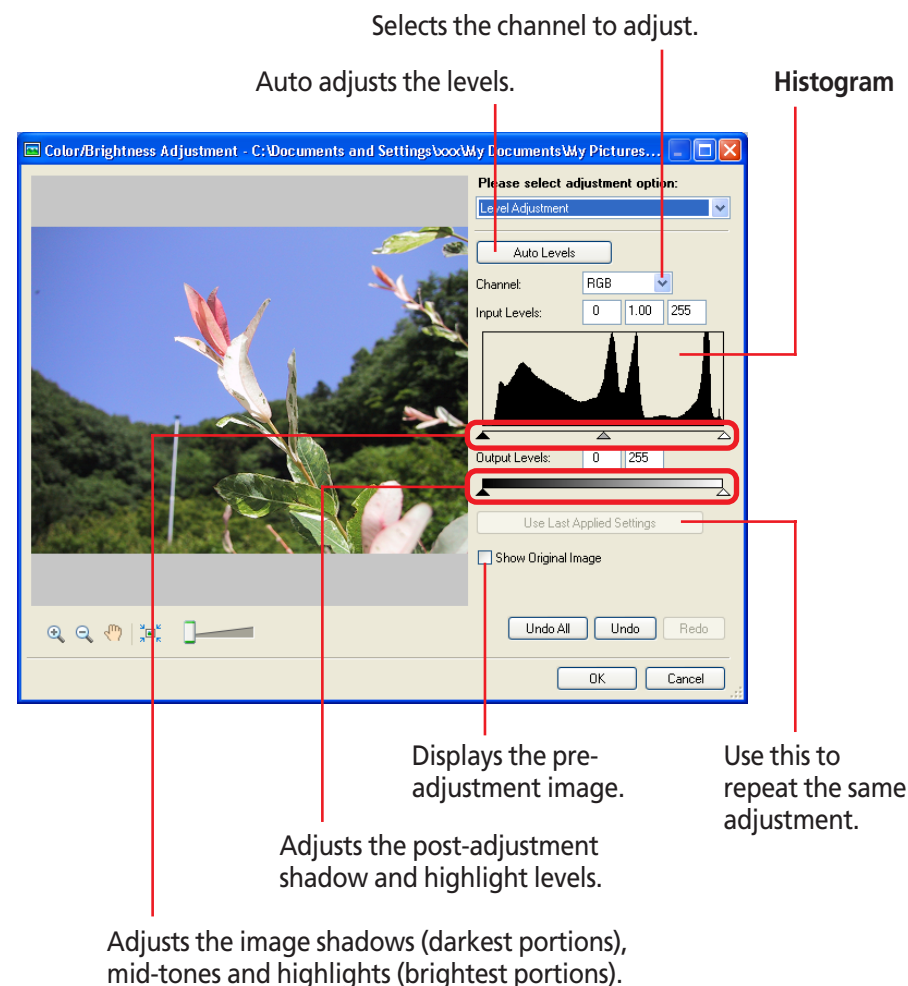 Selects the channel to adjust.
Auto adjusts the levels.
Histogram
Color/Brightness Adjustment - C:\Documents and Settings\xxx\My Documents\My Pictures...
Please select adjustment option:
Level Adjustment
Auto Levels
Channel: RGB
Input Levels: 0 1.00 255
Output Levels: 0 255
Use Last Applied Settings
Show Original Image
Undo All Undo Redo
OK Cancel
Displays the pre-
adjustment image.
Use this to
repeat the same
adjustment.
Adjusts the post-adjustment
shadow and highlight levels.
Adjusts the image shadows (darkest portions),
mid-tones and highlights (brightest portions).